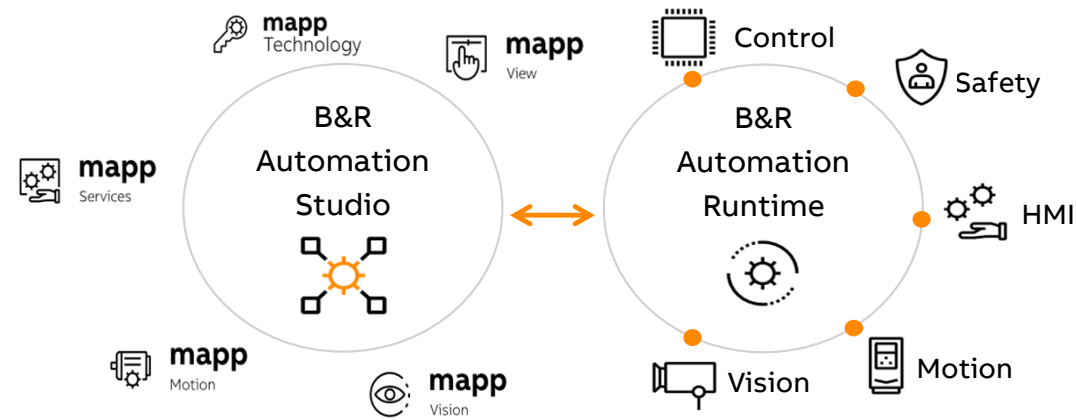 mapp
Technology
mapp
View
Control
Safety
B&R
Automation
Studio
B&R
Automation
Runtime
mapp
Services
HMI
mapp
Motion
mapp
Vision
Vision
Motion